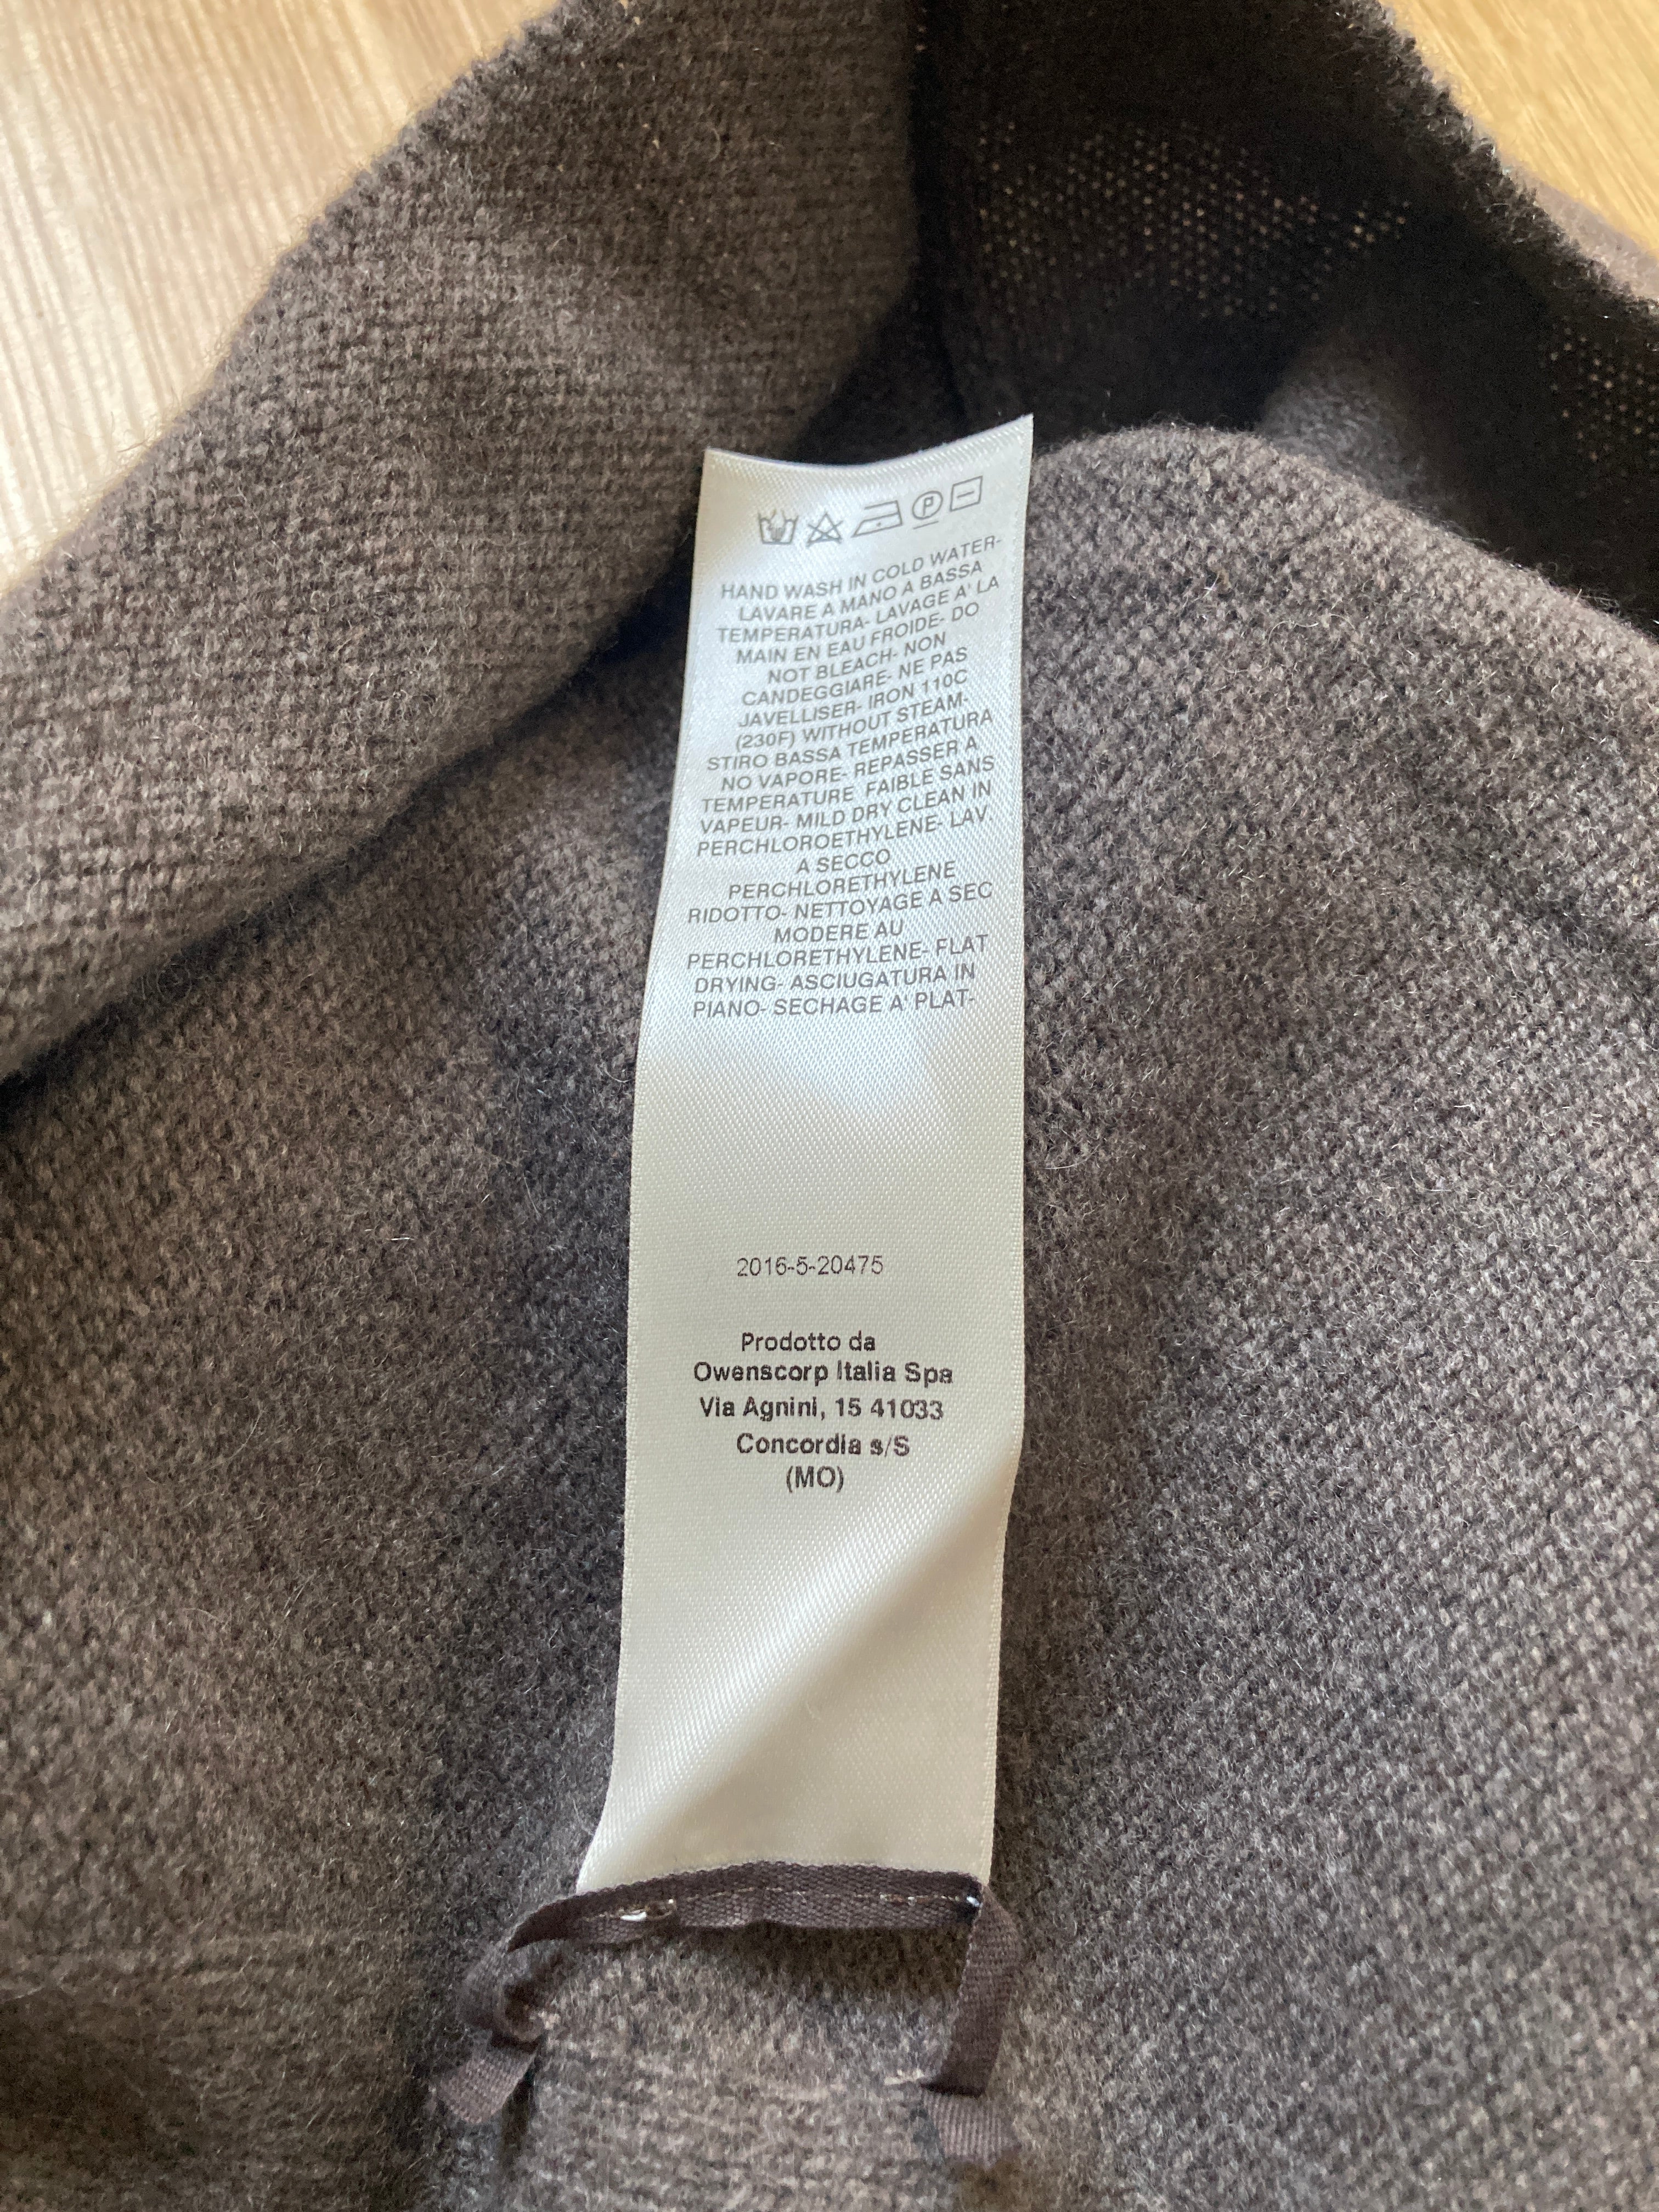 P
HAND WASH IN COLD WATER-
LAVARE A MANO A BASSA
TEMPERATURA- LAVAGE A' LA
MAIN EN EAU FROIDE- DO
NOT BLEACH- NON
CANDEGGIARE- NE PAS
JAVELLISER- IRON 110C
(230F) WITHOUT STEAM-
STIRO BASSA TEMPERATURA
NO VAPORE- REPASSER A
TEMPERATURE FAIBLE SANS
VAPEUR- MILD DRY CLEAN IN
PERCHLOROETHYLENE- LAV.
A SECCO
PERCHLORETHYLENE
RIDOTTO- NETTOYAGE A SEC
MODERE AU
PERCHLORETHYLENE- FLAT
DRYING- ASCIUGATURA IN
PIANO- SECHAGE A' PLAT-
2016-5-20475
Prodotto da
Owenscorp Italia Spa
Via Agnini, 15 41033
Concordia s/S
(MO)